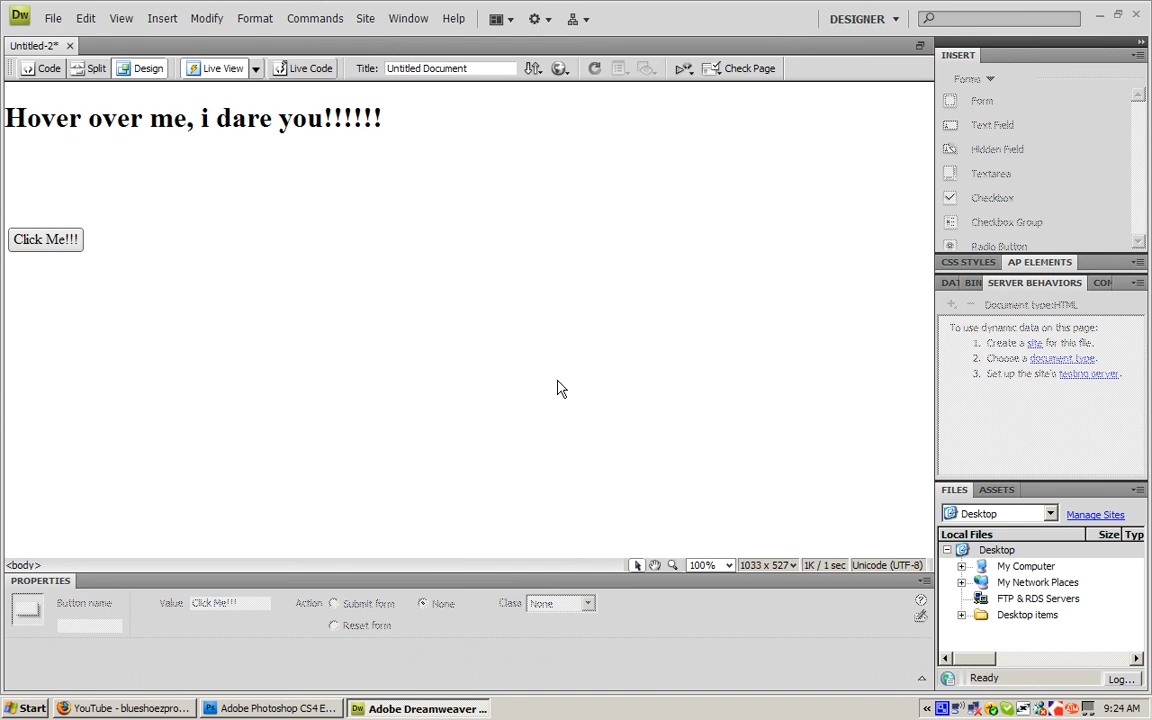 Dw File Edit View Insert Modify Format Commands Site Window Help DESIGNER
Untitled-2*
Code Split Design Live View Live Code Title: Untitled Document Check Page
Hover over me, i dare you!!!!!!
Click Me!!!
<body> 100% 1033 x 527 1K / 1 sec Unicode (UTF-8)
PROPERTIES
Button name Value Click Me!!! Action Submit form None Class None
Reset form
INSERT
Forms
Form
Text Field
Hidden Field
Textarea
Checkbox
Checkbox Group
Radio Button
CSS STYLES AP ELEMENTS
DAT BIN SERVER BEHAVIORS COM
Document type:HTML
To use dynamic data on this page:
1. Create a site for this file.
2. Choose a document type.
3. Set up the site's testing server.
FILES ASSETS
Desktop Manage Sites
Local Files Size Typ
Desktop
My Computer
My Network Places
FTP & RDS Servers
Desktop items
Ready Log...
Start YouTube - blueshoezpro... Ps Adobe Photoshop CS4 E... Dw Adobe Dreamweaver ... 9:24 AM